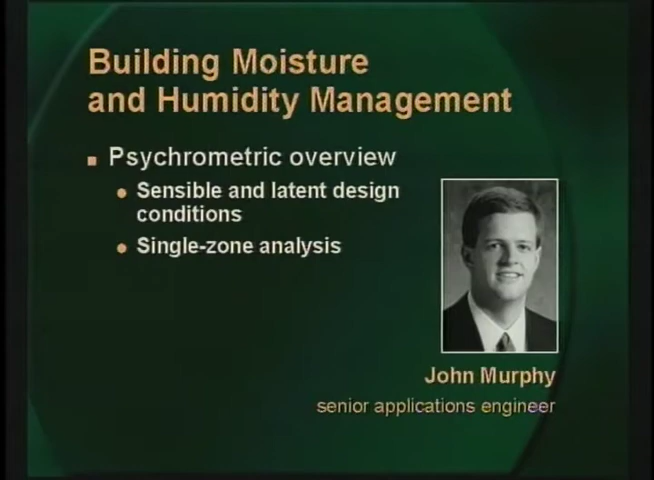 Building Moisture
and Humidity Management
Psychrometric overview
Sensible and latent design
conditions
Single-zone analysis
John Murphy
senior applications engineer